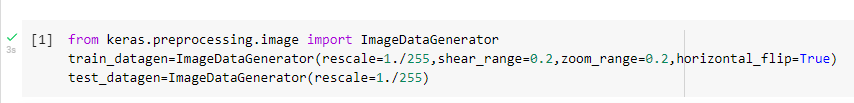 [1] from keras.preprocessing.image import ImageDataGenerator
train_datagen=ImageDataGenerator(rescale=1./255,shear_range=0.2,zoom_range=0.2,horizontal_flip=True)
3s
test_datagen=ImageDataGenerator(rescale=1./255)